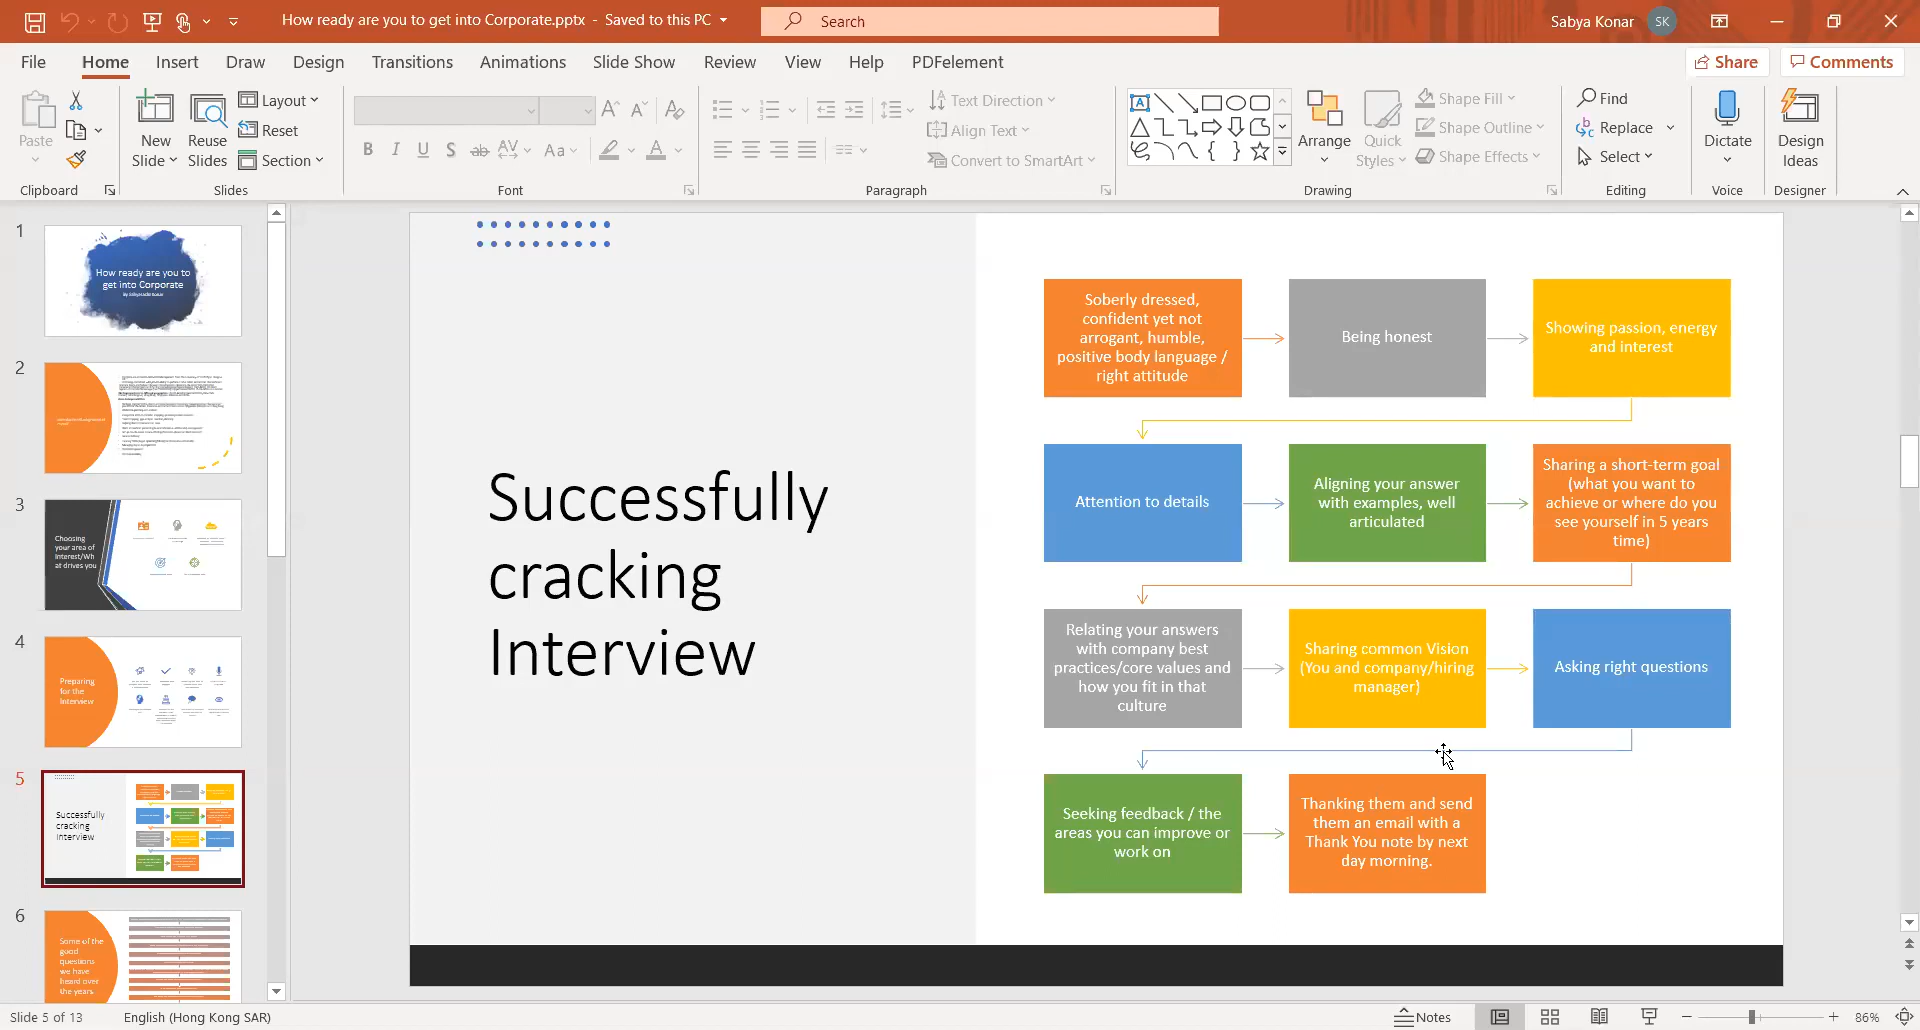 How ready are you to get into Corporate.pptx - Saved to this PC
Search
Sabya Konar
SK
File
Home
Insert
Draw
Design
Transitions
Animations
Slide Show
Review
View
Help
PDFelement
Share
Comments
Paste
Clipboard
New
Slide
Reuse
Slides
Layout
Reset
Section
Slides
B
I
U
S
ab
AV
Aa
A
Font
Text Direction
Align Text
Convert to SmartArt
Paragraph
Arrange
Quick
Styles
Shape Fill
Shape Outline
Shape Effects
Drawing
Find
Replace
Select
Editing
Dictate
Voice
Design
Ideas
Designer
1
How ready are you to
get into Corporate
2
3
Choosing
your area of
Interest/Wh
at drives you
4
Preparing
for the
Interview
5
Successfully
cracking
Interview
6
Some of the
good
questions
we have
heard over
the years
Successfully
cracking
Interview
Soberly dressed,
confident yet not
arrogant, humble,
positive body language /
right attitude
Being honest
Showing passion, energy
and interest
Attention to details
Aligning your answer
with examples, well
articulated
Sharing a short-term goal
(what you want to
achieve or where do you
see yourself in 5 years
time)
Relating your answers
with company best
practices/core values and
how you fit in that
culture
Sharing common Vision
(You and company/hiring
manager)
Asking right questions
Seeking feedback / the
areas you can improve or
work on
Thanking them and send
them an email with a
Thank You note by next
day morning.
Slide 5 of 13
English (Hong Kong SAR)
Notes
86%